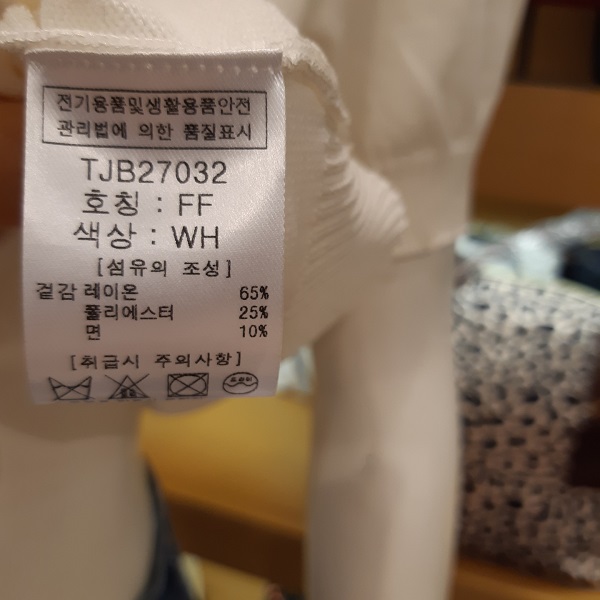 전기용품및생활용품안전
관리법에 의한 품질표시
TJB27032
호칭 : FF
색상 : WH
[섬유의 조성]
겉감 레이온 65%
폴리에스터 25%
면 10%
[취급시 주의사항]